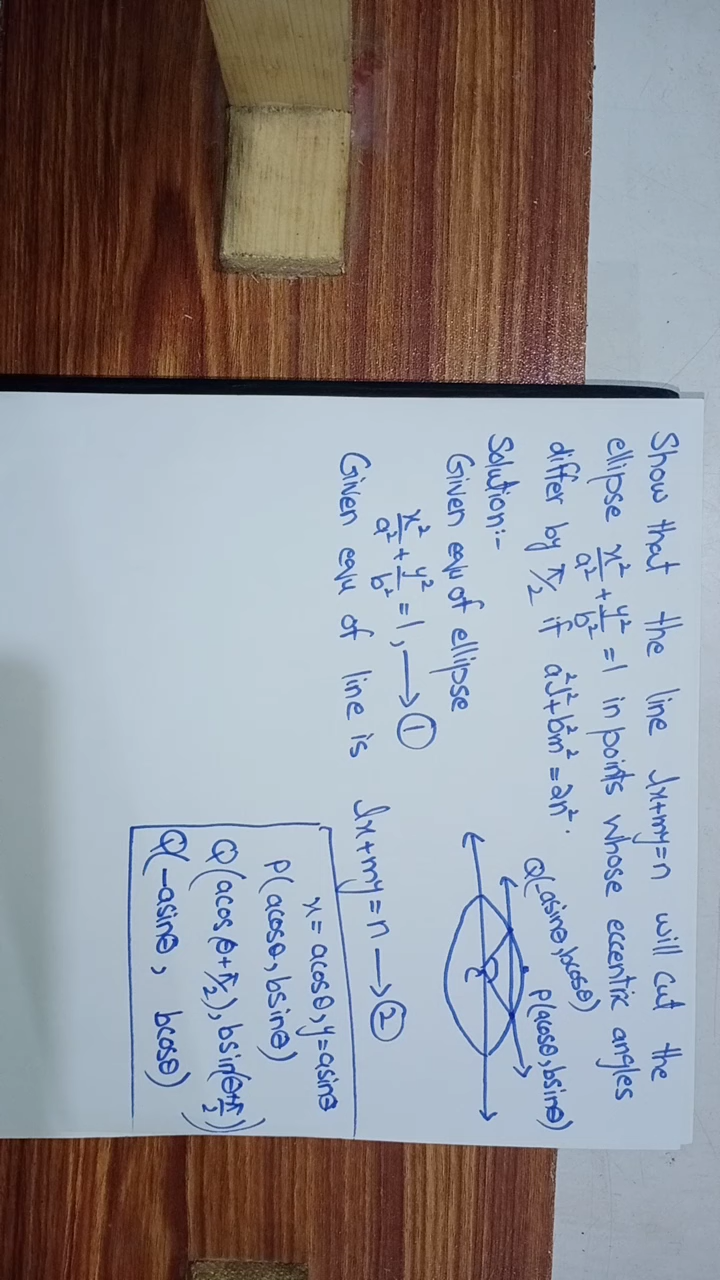 Show that the line lx+my=n will cut the
ellipse x²/a² + y²/b² = 1 in points whose eccentric angles
differ by π/2 if a²l²+b²m²=2n².
Solution:-
Given equ of ellipse
x²/a² + y²/b² = 1, → ①
Given equ of line is lx+my=n → ②
Q(-asinθ, bcosθ)
P(acosθ, bsinθ)
x = acosθ, y = asinθ
P(acosθ, bsinθ)
Q(acos(θ+π/2), bsin(θ+π/2))
Q(-asinθ, bcosθ)